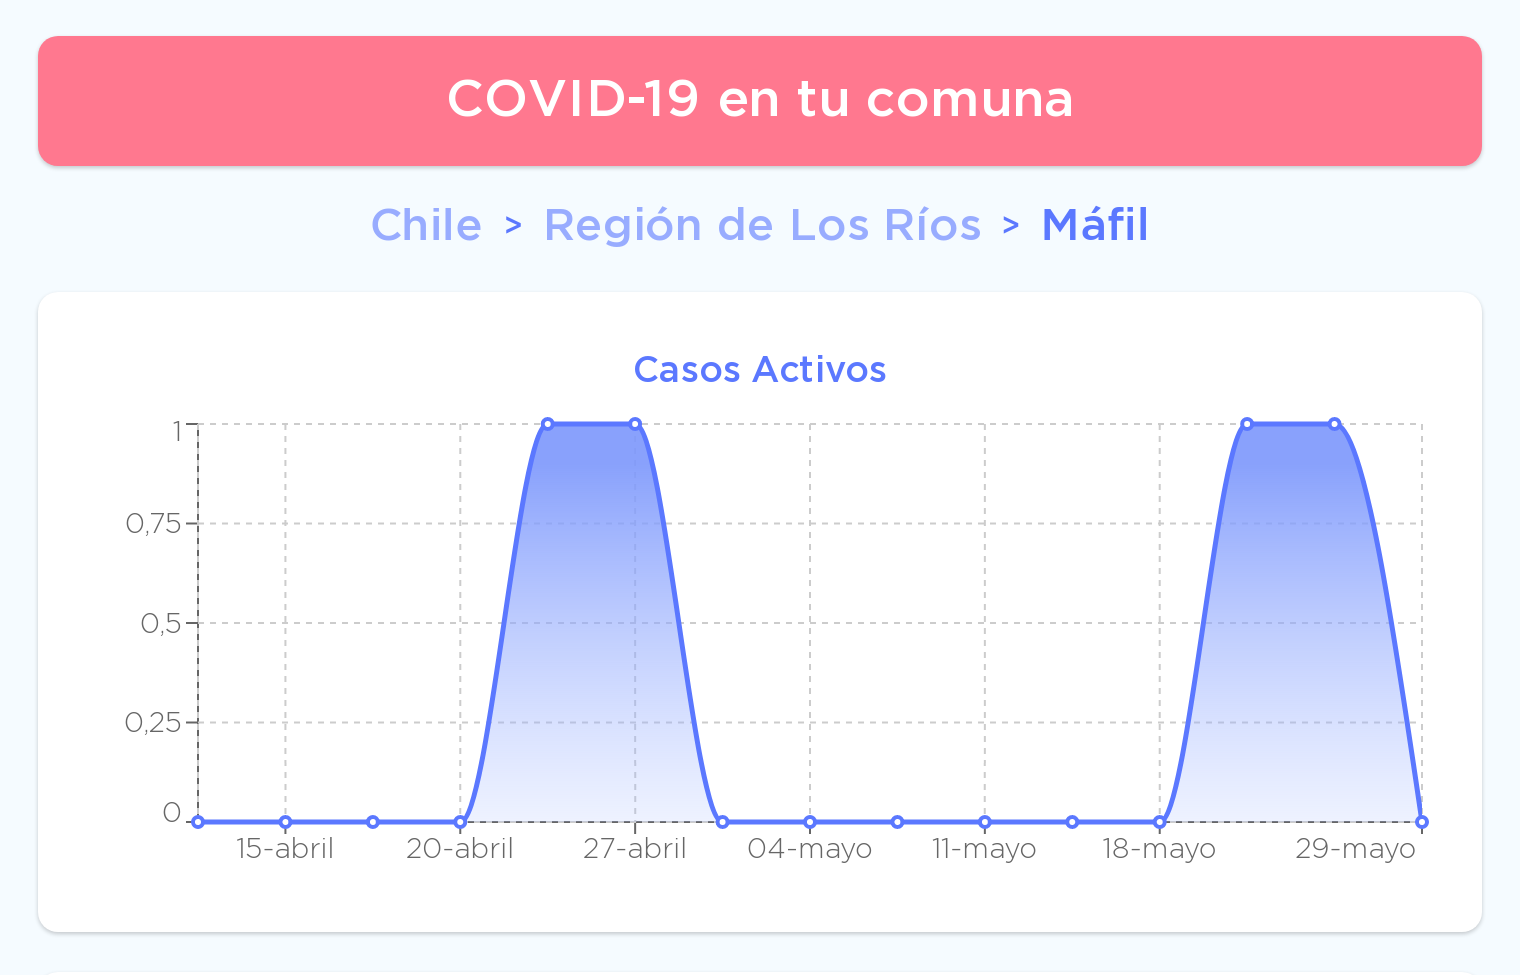 COVID-19 en tu comuna
Chile > Región de Los Ríos > Máfil
Casos Activos
1
0,75
0,5
0,25
0
15-abril 20-abril 27-abril 04-mayo 11-mayo 18-mayo 29-mayo